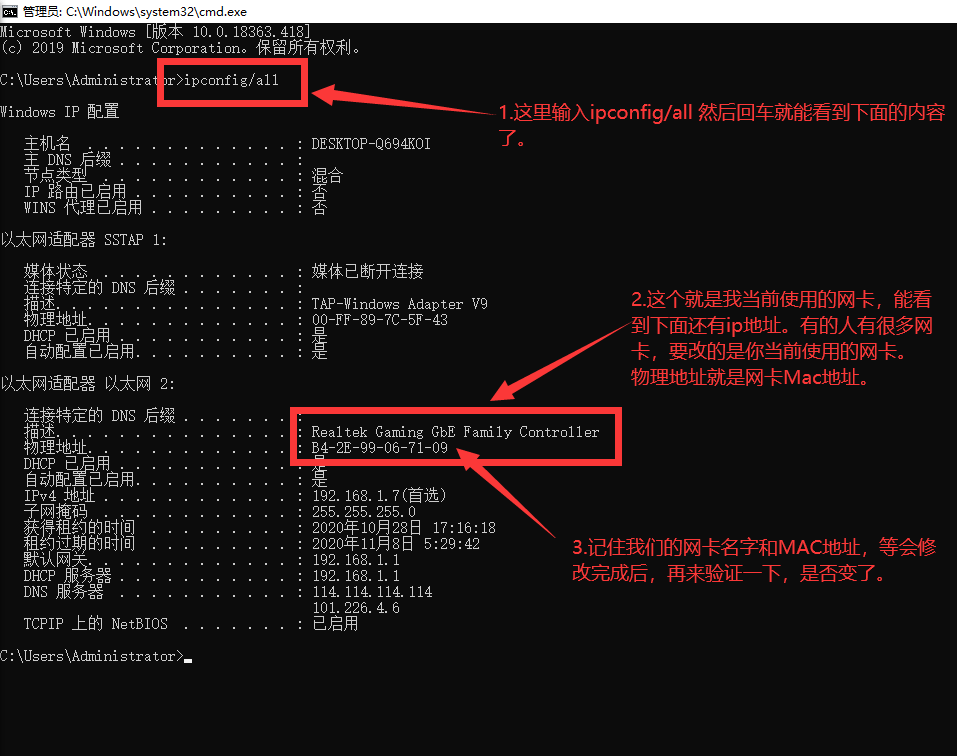 管理员: C:\Windows\system32\cmd.exe
Microsoft Windows [版本 10.0.18363.418]
(c) 2019 Microsoft Corporation。保留所有权利。
C:\Users\Administrator>ipconfig/all
1.这里输入ipconfig/all 然后回车就能看到下面的内容
了。
Windows IP 配置
主机名 . . . . . . . . . . . . . : DESKTOP-Q694KOI
主 DNS 后缀 . . . . . . . . . . . :
节点类型 . . . . . . . . . . . . : 混合
IP 路由已启用 . . . . . . . . . . : 否
WINS 代理已启用 . . . . . . . . . : 否
以太网适配器 SSTAP 1:
媒体状态 . . . . . . . . . . . . : 媒体已断开连接
连接特定的 DNS 后缀 . . . . . . . :
描述. . . . . . . . . . . . . . . : TAP-Windows Adapter V9
物理地址. . . . . . . . . . . . . : 00-FF-89-7C-5F-43
DHCP 已启用 . . . . . . . . . . . : 是
自动配置已启用. . . . . . . . . . : 是
2.这个就是我当前使用的网卡，能看
到下面还有ip地址。有的人有很多网
卡，要改的是你当前使用的网卡。
物理地址就是网卡Mac地址。
以太网适配器 以太网 2:
连接特定的 DNS 后缀 . . . . . . . :
描述. . . . . . . . . . . . . . . : Realtek Gaming GbE Family Controller
物理地址. . . . . . . . . . . . . : B4-2E-99-06-71-09
DHCP 已启用 . . . . . . . . . . . : 是
自动配置已启用. . . . . . . . . . : 是
IPv4 地址 . . . . . . . . . . . . : 192.168.1.7(首选)
子网掩码 . . . . . . . . . . . . : 255.255.255.0
获得租约的时间 . . . . . . . . . : 2020年10月28日 17:16:18
租约过期的时间 . . . . . . . . . : 2020年11月8日 5:29:42
默认网关. . . . . . . . . . . . . : 192.168.1.1
DHCP 服务器 . . . . . . . . . . . : 192.168.1.1
DNS 服务器 . . . . . . . . . . . : 114.114.114.114
101.226.4.6
TCPIP 上的 NetBIOS . . . . . . . : 已启用
3.记住我们的网卡名字和MAC地址，等会修
改完成后，再来验证一下，是否变了。
C:\Users\Administrator>